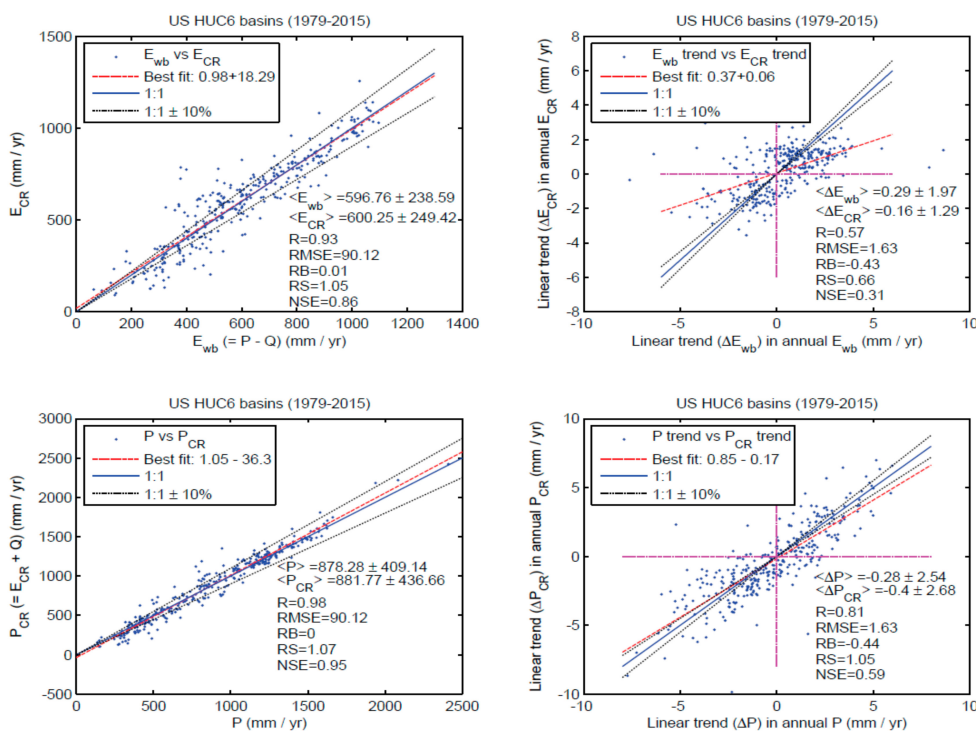 US HUC6 basins (1979-2015)
1500
1000
500
0
E_CR (mm / yr)
E_wb vs E_CR
Best fit: 0.98+18.29
1:1
1:1 ± 10%
<E_wb> =596.76 ± 238.59
<E_CR> =600.25 ± 249.42
R=0.93
RMSE=90.12
RB=0.01
RS=1.05
NSE=0.86
0 200 400 600 800 1000 1200 1400
E_wb (= P - Q) (mm / yr)
US HUC6 basins (1979-2015)
8
6
4
2
0
-2
-4
-6
-8
Linear trend (ΔE_CR) in annual E_CR (mm / yr)
E_wb trend vs E_CR trend
Best fit: 0.37+0.06
1:1
1:1 ± 10%
<ΔE_wb> =0.29 ± 1.97
<ΔE_CR> =0.16 ± 1.29
R=0.57
RMSE=1.63
RB=-0.43
RS=0.66
NSE=0.31
-10 -5 0 5 10
Linear trend (ΔE_wb) in annual E_wb (mm / yr)
US HUC6 basins (1979-2015)
3000
2500
2000
1500
1000
500
0
-500
P_CR (= E_CR + Q) (mm / yr)
P vs P_CR
Best fit: 1.05 - 36.3
1:1
1:1 ± 10%
<P> =878.28 ± 409.14
<P_CR> =881.77 ± 436.66
R=0.98
RMSE=90.12
RB=0
RS=1.07
NSE=0.95
0 500 1000 1500 2000 2500
P (mm / yr)
US HUC6 basins (1979-2015)
10
5
0
-5
-10
Linear trend (ΔP_CR) in annual P_CR (mm / yr)
P trend vs P_CR trend
Best fit: 0.85 - 0.17
1:1
1:1 ± 10%
<ΔP> =-0.28 ± 2.54
<ΔP_CR> =-0.4 ± 2.68
R=0.81
RMSE=1.63
RB=-0.44
RS=1.05
NSE=0.59
-10 -5 0 5 10
Linear trend (ΔP) in annual P (mm / yr)